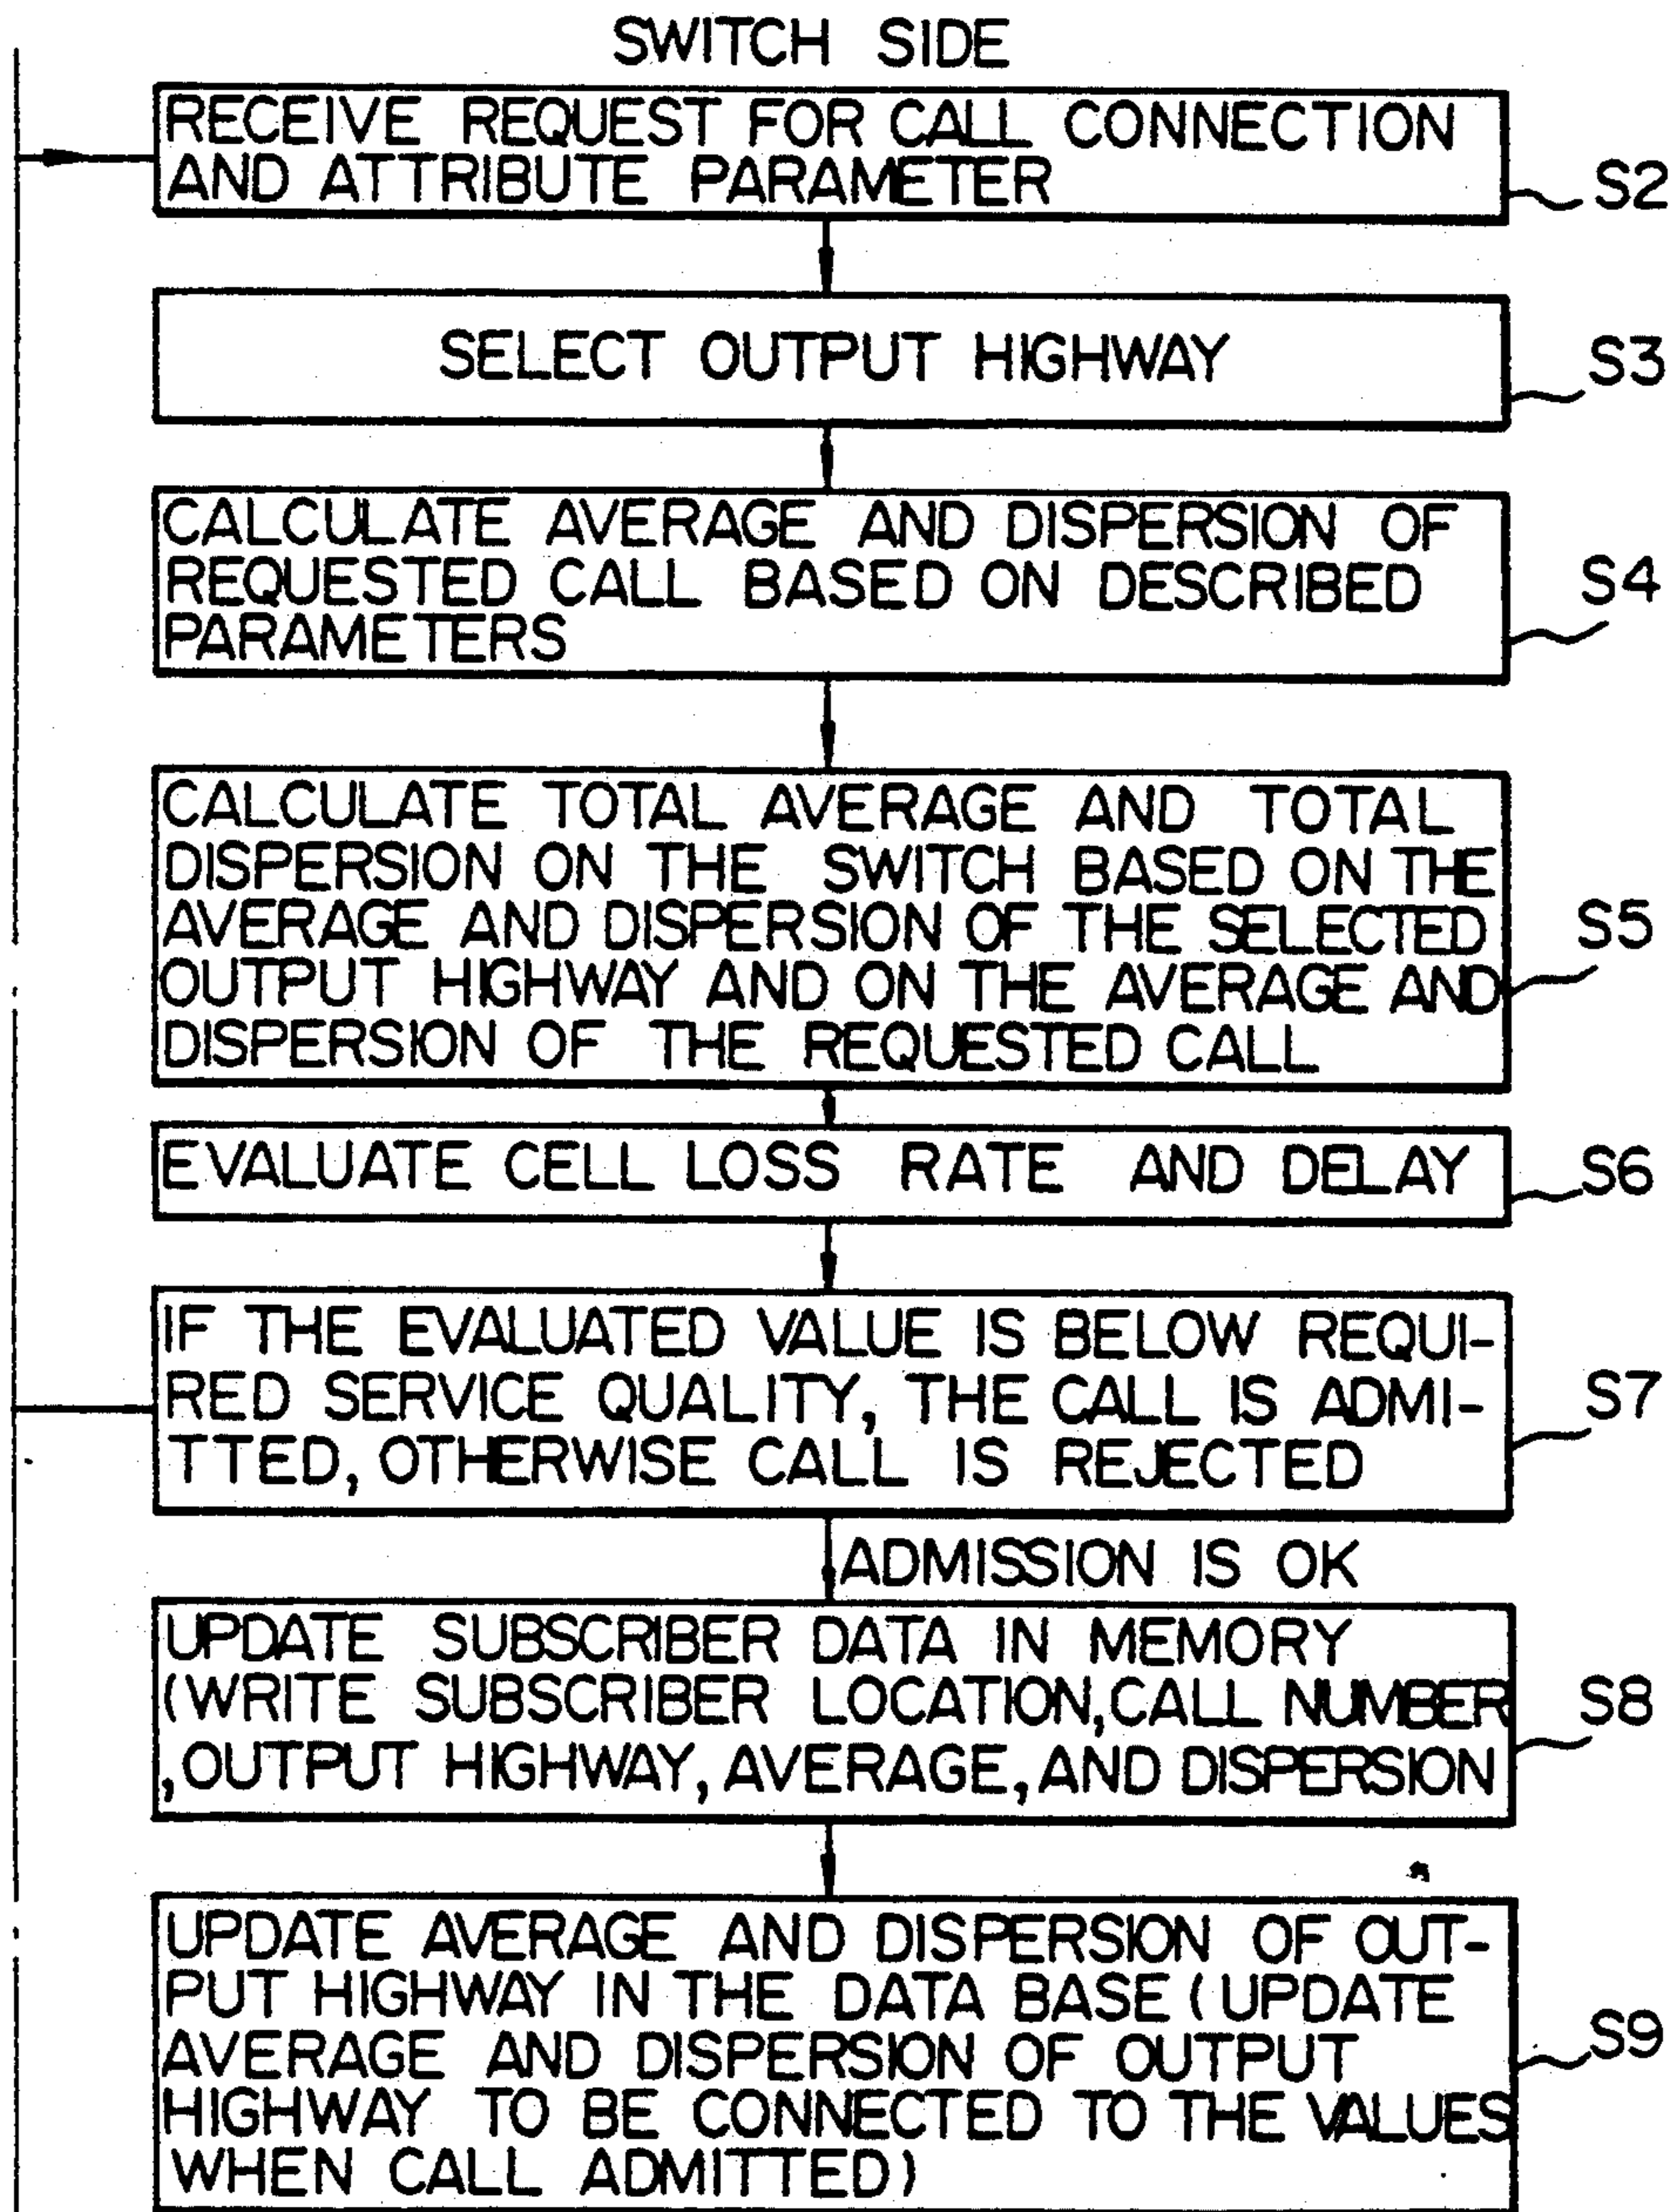 SWITCH SIDE
RECEIVE REQUEST FOR CALL CONNECTION
AND ATTRIBUTE PARAMETER
S2
SELECT OUTPUT HIGHWAY
S3
CALCULATE AVERAGE AND DISPERSION OF
REQUESTED CALL BASED ON DESCRIBED
PARAMETERS
S4
CALCULATE TOTAL AVERAGE AND TOTAL
DISPERSION ON THE SWITCH BASED ON THE
AVERAGE AND DISPERSION OF THE SELECTED
OUTPUT HIGHWAY AND ON THE AVERAGE AND
DISPERSION OF THE REQUESTED CALL
S5
EVALUATE CELL LOSS RATE AND DELAY
S6
IF THE EVALUATED VALUE IS BELOW REQUI-
RED SERVICE QUALITY, THE CALL IS ADMI-
TTED, OTHERWISE CALL IS REJECTED
S7
ADMISSION IS OK
UPDATE SUBSCRIBER DATA IN MEMORY
(WRITE SUBSCRIBER LOCATION, CALL NUMBER
, OUTPUT HIGHWAY, AVERAGE, AND DISPERSION
S8
UPDATE AVERAGE AND DISPERSION OF OUT-
PUT HIGHWAY IN THE DATA BASE (UPDATE
AVERAGE AND DISPERSION OF OUTPUT
HIGHWAY TO BE CONNECTED TO THE VALUES
WHEN CALL ADMITTED)
S9